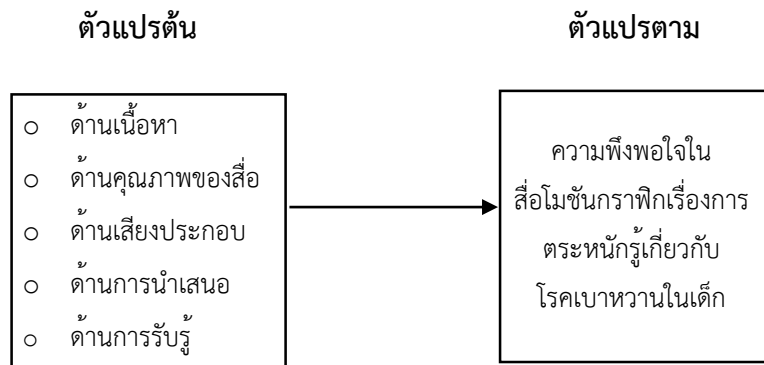 ตัวแปรต้น
ตัวแปรตาม
o ด้านเนื้อหา
o ด้านคุณภาพของสื่อ
o ด้านเสียงประกอบ
o ด้านการนำเสนอ
o ด้านการรับรู้
ความพึงพอใจใน
สื่อโมชันกราฟิกเรื่องการ
ตระหนักรู้เกี่ยวกับ
โรคเบาหวานในเด็ก